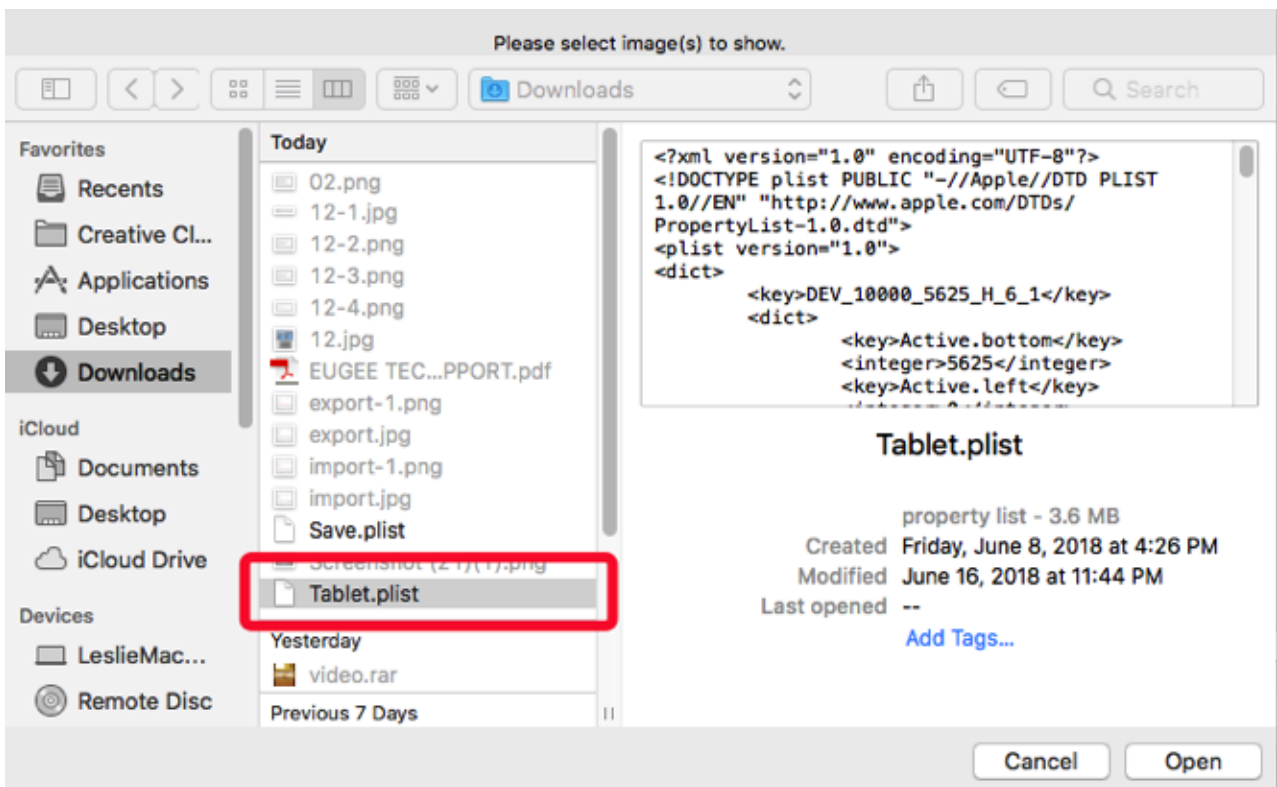 Please select image(s) to show.
Downloads
Search
Favorites
Recents
Creative Cl...
Applications
Desktop
Downloads
iCloud
Documents
Desktop
iCloud Drive
Devices
LeslieMac...
Remote Disc
Today
02.png
12-1.jpg
12-2.png
12-3.png
12-4.png
12.jpg
EUGEE TEC...PPORT.pdf
export-1.png
export.jpg
import-1.png
import.jpg
Save.plist
Screenshot (21)(1).png
Tablet.plist
Yesterday
video.rar
Previous 7 Days
<?xml version="1.0" encoding="UTF-8"?>
<!DOCTYPE plist PUBLIC "-//Apple//DTD PLIST
1.0//EN" "http://www.apple.com/DTDs/
PropertyList-1.0.dtd">
<plist version="1.0">
<dict>
<key>DEV_10000_5625_H_6_1</key>
<dict>
<key>Active.bottom</key>
<integer>5625</integer>
<key>Active.left</key>
Tablet.plist
property list - 3.6 MB
Created Friday, June 8, 2018 at 4:26 PM
Modified June 16, 2018 at 11:44 PM
Last opened --
Add Tags...
Cancel
Open